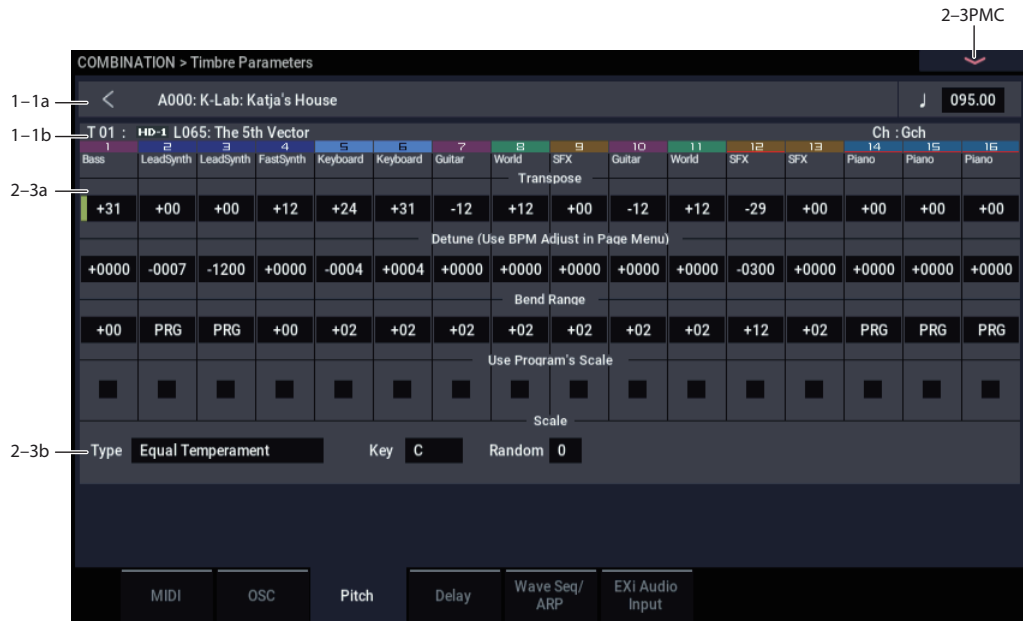 2–3PMC
COMBINATION > Timbre Parameters
1–1a
A000: K-Lab: Katja's House
♩ 095.00
1–1b
T 01 : HD-1 L065: The 5th Vector Ch : Gch
1 2 3 4 5 6 7 8 9 10 11 12 13 14 15 16
Bass LeadSynth LeadSynth FastSynth Keyboard Keyboard Guitar World SFX Guitar World SFX SFX Piano Piano Piano
Transpose
2–3a
+31 +00 +00 +12 +24 +31 -12 +12 +00 -12 +12 -29 +00 +00 +00 +00
Detune (Use BPM Adjust in Page Menu)
+0000 -0007 -1200 +0000 -0004 +0004 +0000 +0000 +0000 +0000 +0000 -0300 +0000 +0000 +0000 +0000
Bend Range
+00 PRG PRG +00 +02 +02 +02 +02 +02 +02 +02 +12 +02 PRG PRG PRG
Use Program's Scale
Scale
2–3b
Type Equal Temperament Key C Random 0
MIDI OSC Pitch Delay Wave Seq/ EXi Audio
ARP Input